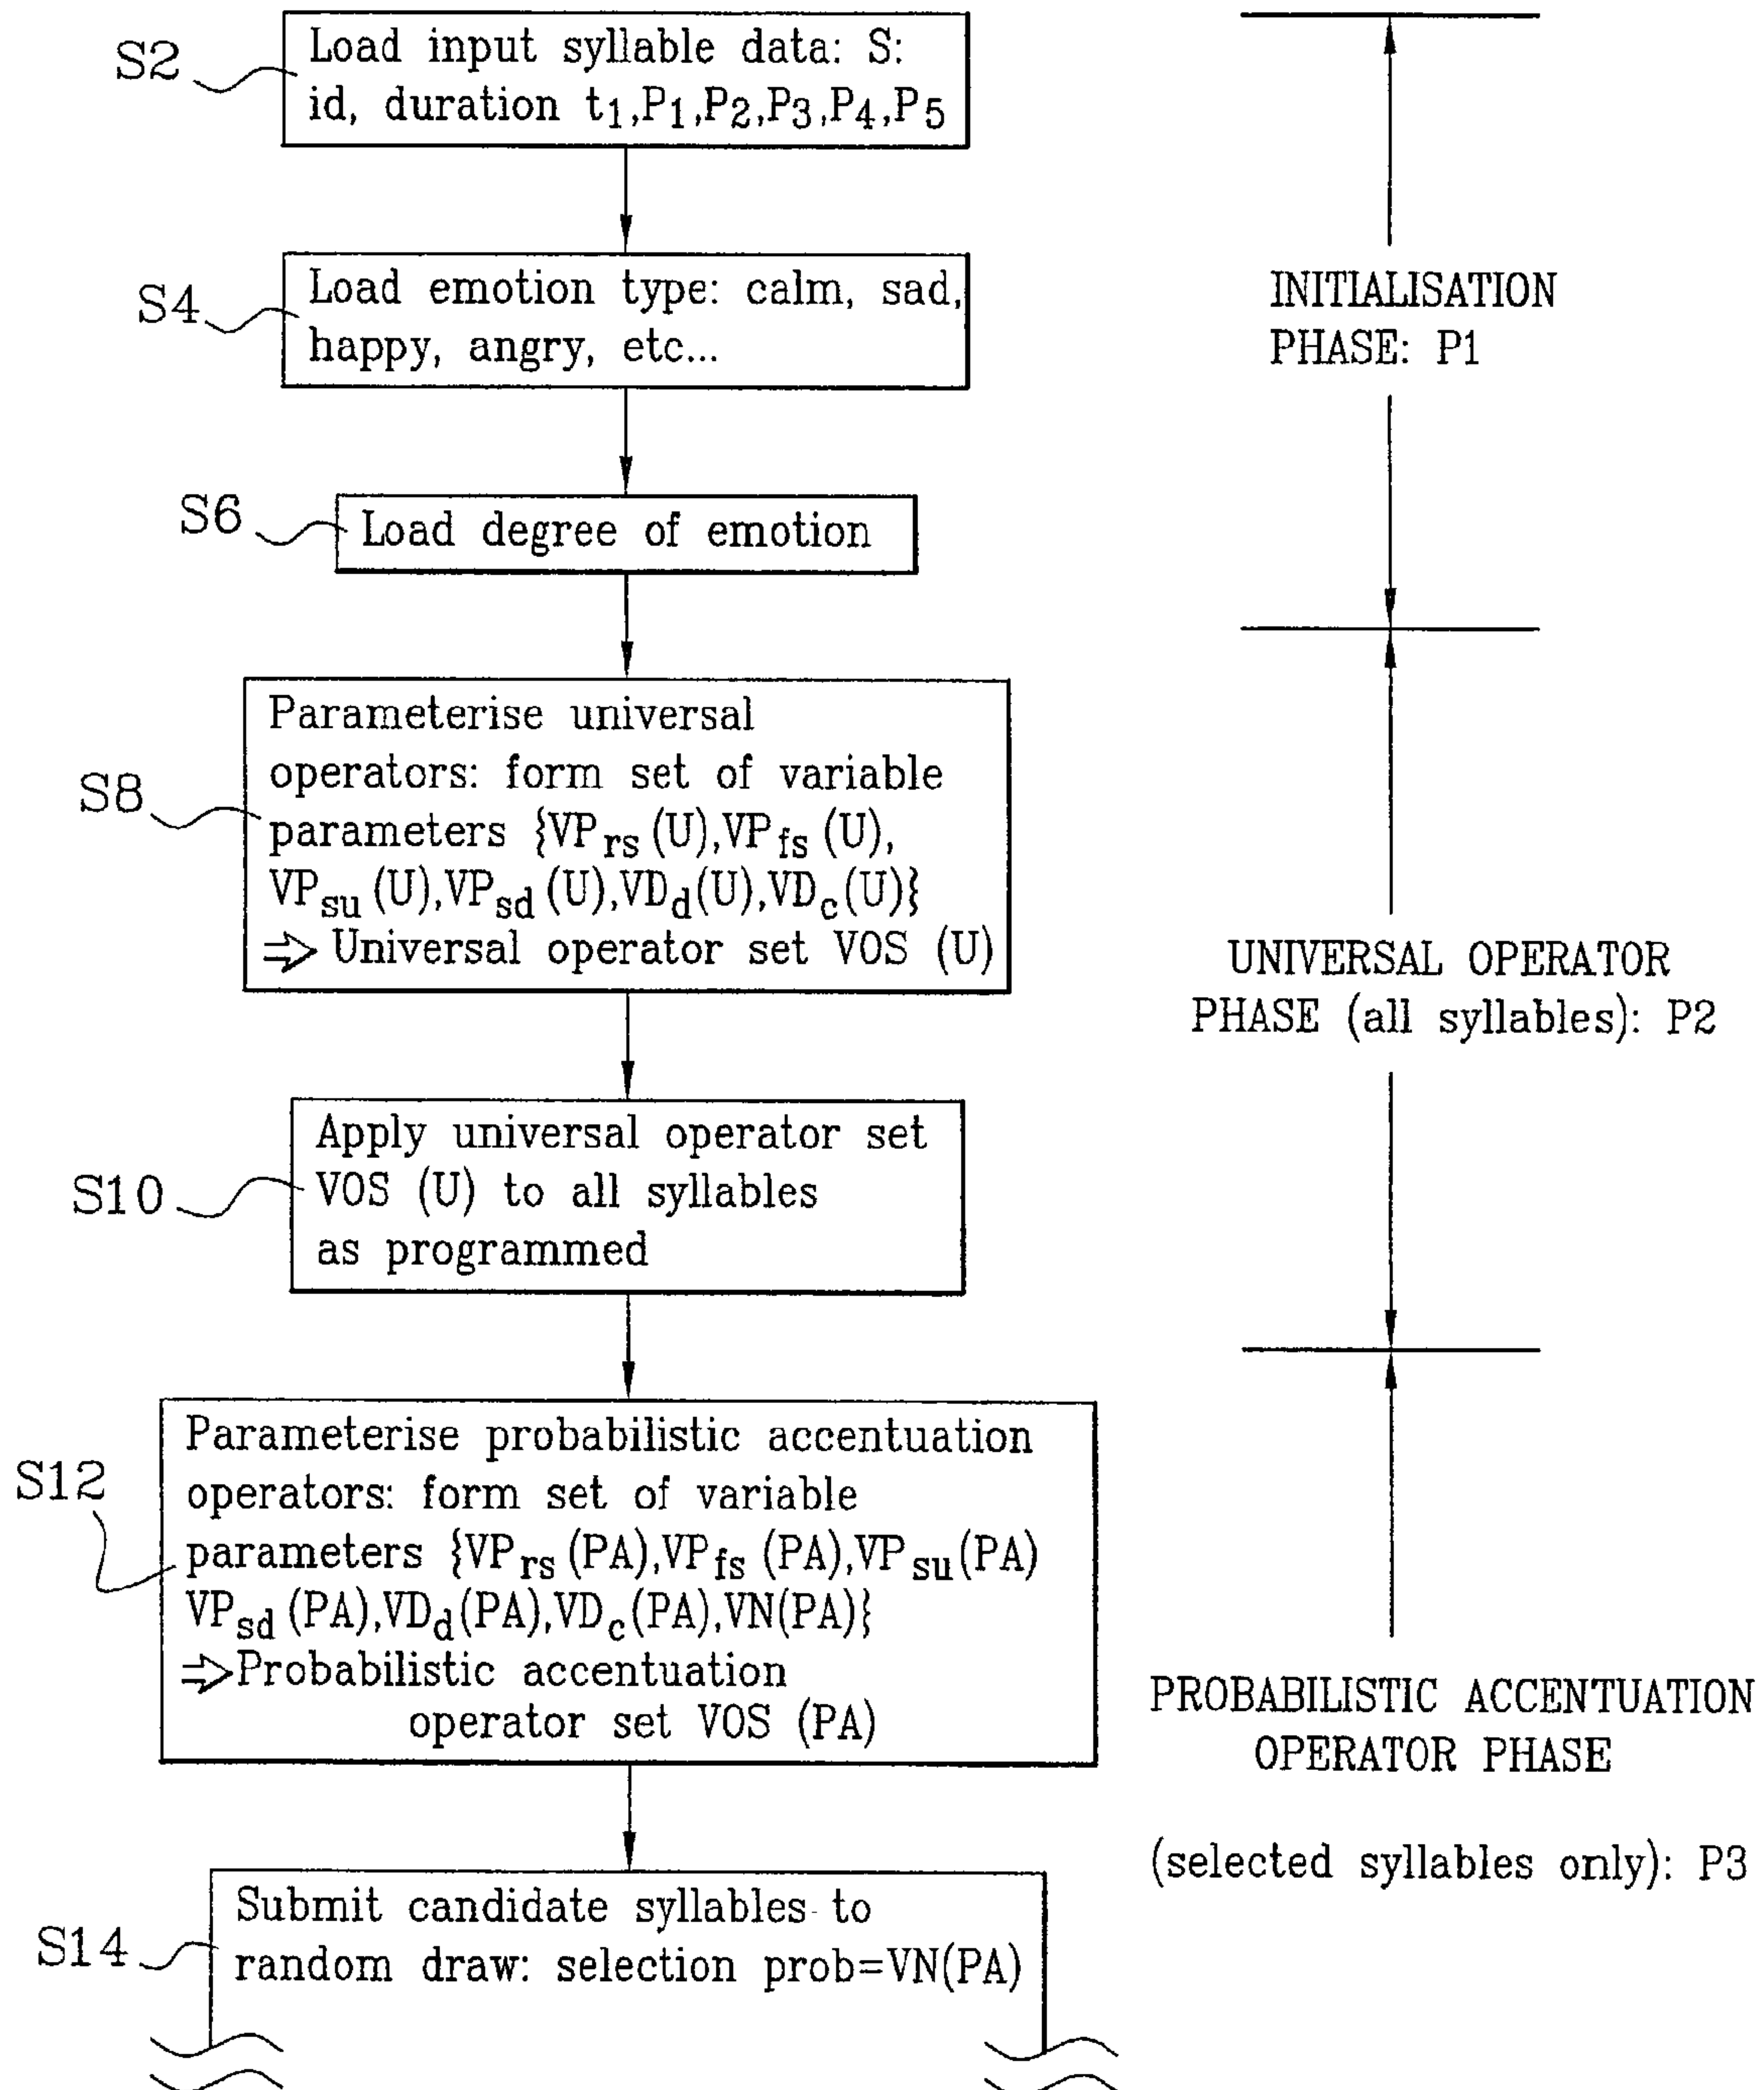 S2
Load input syllable data: S:
id, duration t1,P1,P2,P3,P4,P5
S4
Load emotion type: calm, sad,
happy, angry, etc...
INITIALISATION
PHASE: P1
S6
Load degree of emotion
S8
Parameterise universal
operators: form set of variable
parameters {VPrs (U),VPfs (U),
VPsu (U),VPsd (U),VDd(U),VDc(U)}
⇒ Universal operator set VOS (U)
UNIVERSAL OPERATOR
PHASE (all syllables): P2
S10
Apply universal operator set
VOS (U) to all syllables
as programmed
S12
Parameterise probabilistic accentuation
operators: form set of variable
parameters {VPrs (PA),VPfs (PA),VPsu(PA)
VPsd (PA),VDd(PA),VDc(PA),VN(PA)}
⇒Probabilistic accentuation
operator set VOS (PA)
PROBABILISTIC ACCENTUATION
OPERATOR PHASE
(selected syllables only): P3
S14
Submit candidate syllables to
random draw: selection prob=VN(PA)